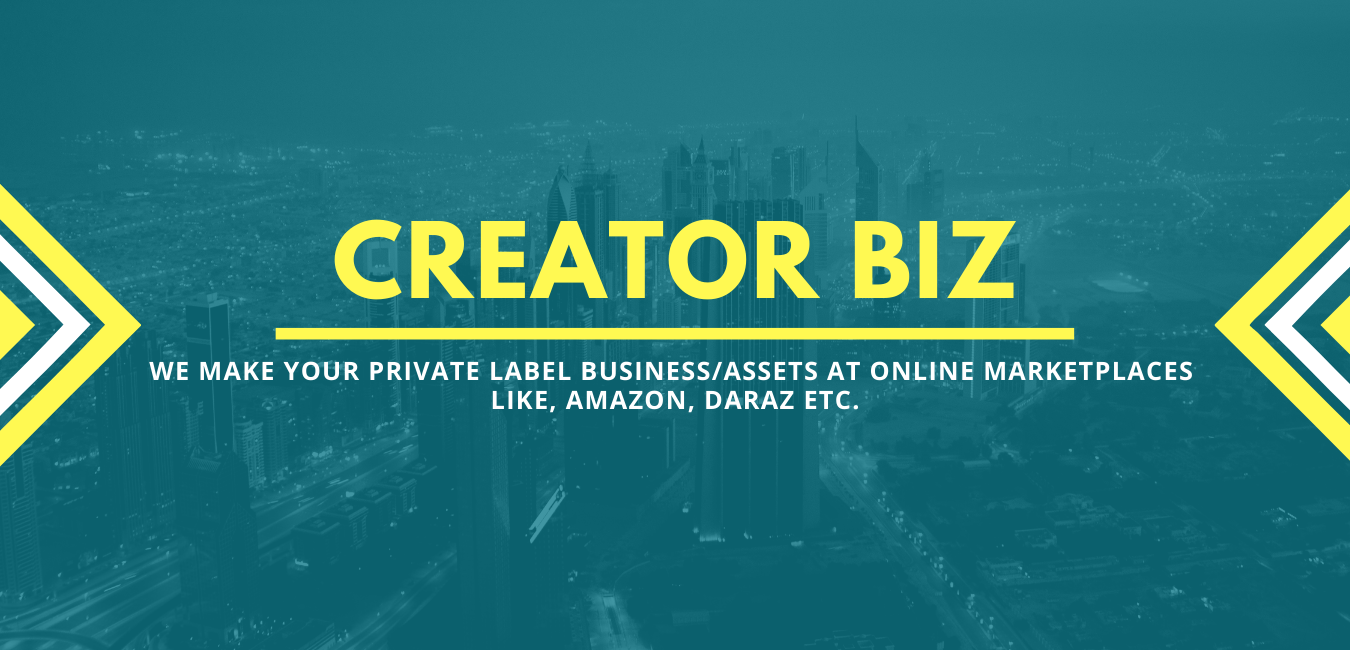 CREATOR BIZ
WE MAKE YOUR PRIVATE LABEL BUSINESS/ASSETS AT ONLINE MARKETPLACES
LIKE, AMAZON, DARAZ ETC.